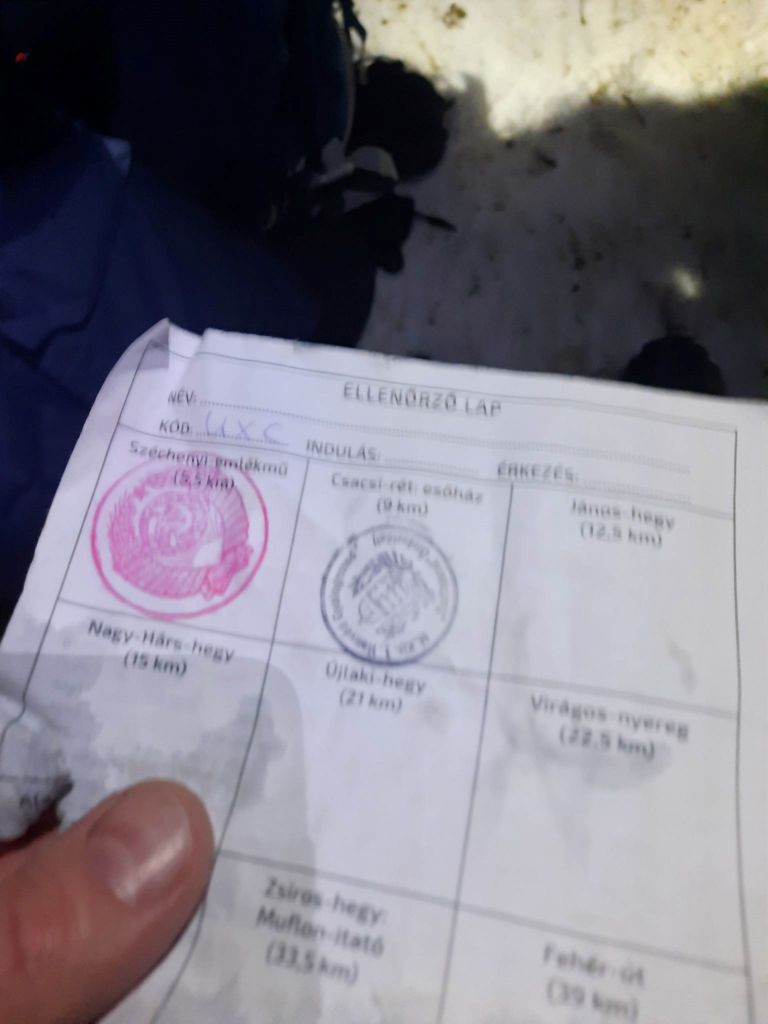 ELLENŐRZŐ LAP
NÉV:
KÓD: UXC INDULÁS: ÉRKEZÉS:
Széchenyi-emlékmű
(5,5 km)
Csacsi-rét: esőház
(9 km)
János-hegy
(12,5 km)
Nagy-Hárs-hegy
(15 km)
Újlaki-hegy
(21 km)
Virágos-nyereg
(22,5 km)
Zsíros-hegy:
Muflon-itató
(33,5 km)
Fehér-út
(39 km)